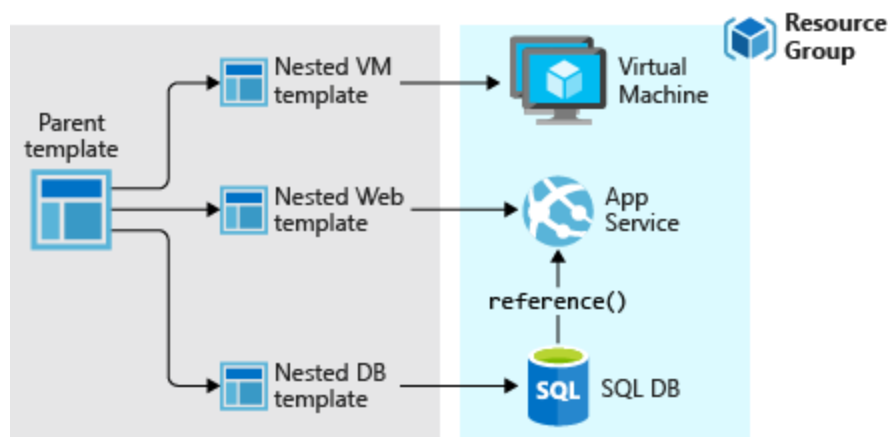 Resource
Group
Nested VM
template
Virtual
Machine
Parent
template
Nested Web
template
App
Service
reference()
Nested DB
template
SQL
SQL DB